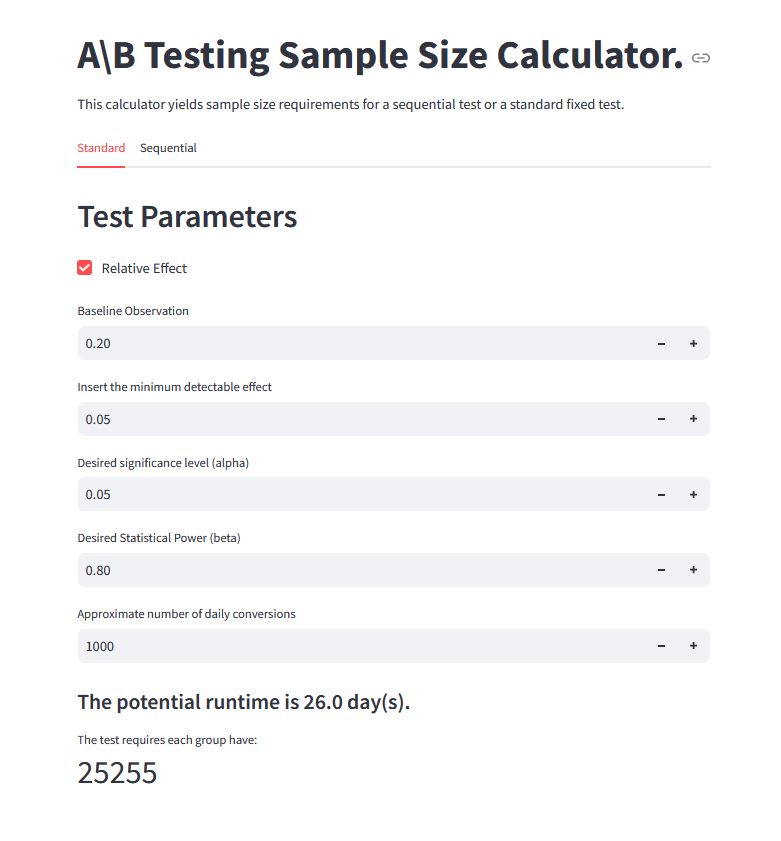 A\B Testing Sample Size Calculator.
This calculator yields sample size requirements for a sequential test or a standard fixed test.
Standard Sequential
Test Parameters
Relative Effect
Baseline Observation
0.20
Insert the minimum detectable effect
0.05
Desired significance level (alpha)
0.05
Desired Statistical Power (beta)
0.80
Approximate number of daily conversions
1000
The potential runtime is 26.0 day(s).
The test requires each group have:
25255